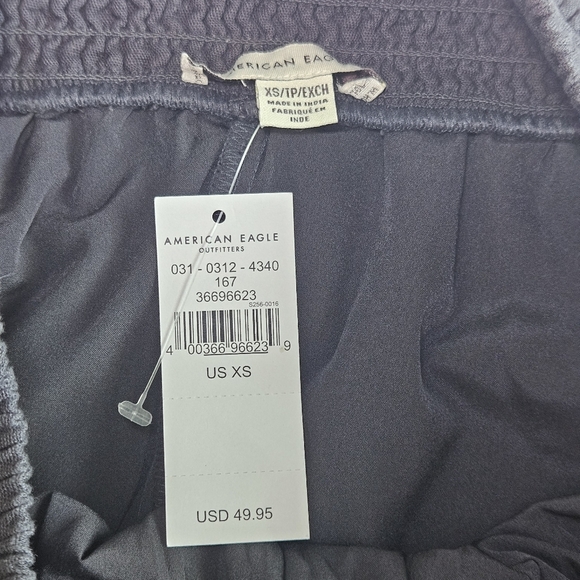 AMERICAN EAGLE
XS/TP/EXCH
MADE IN INDIA
FABRIQUÉ EN
INDE
AMERICAN EAGLE
OUTFITTERS
031 - 0312 - 4340
167
36696623
S256-0016
4 00366 96623 9
US XS
USD 49.95